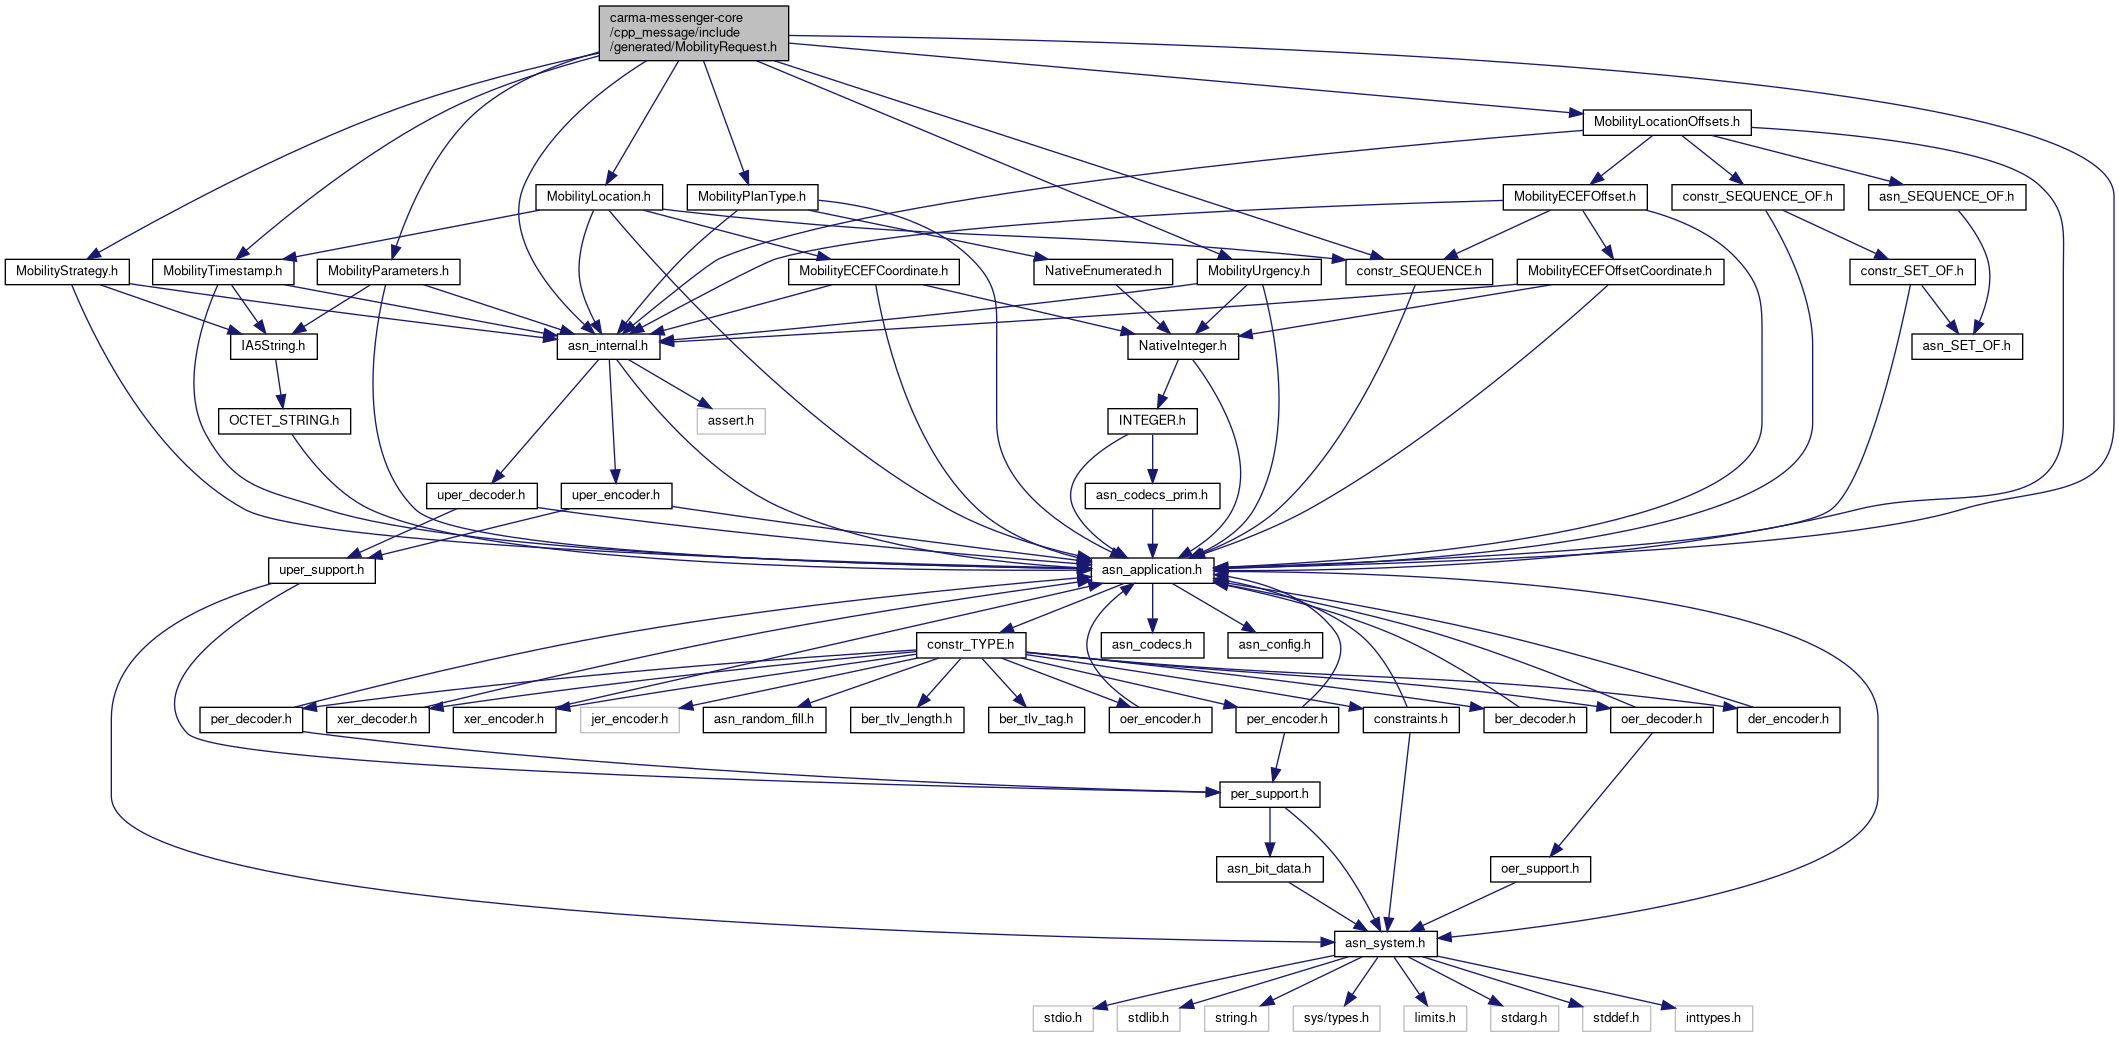 carma-messenger-core
/cpp_message/include
/generated/MobilityRequest.h
MobilityLocationOffsets.h
MobilityLocation.h
MobilityPlanType.h
MobilityECEFOffset.h
constr_SEQUENCE_OF.h
asn_SEQUENCE_OF.h
MobilityStrategy.h
MobilityTimestamp.h
MobilityParameters.h
MobilityECEFCoordinate.h
NativeEnumerated.h
MobilityUrgency.h
constr_SEQUENCE.h
MobilityECEFOffsetCoordinate.h
constr_SET_OF.h
IA5String.h
asn_internal.h
NativeInteger.h
asn_SET_OF.h
OCTET_STRING.h
assert.h
INTEGER.h
uper_decoder.h
uper_encoder.h
asn_codecs_prim.h
uper_support.h
asn_application.h
constr_TYPE.h
asn_codecs.h
asn_config.h
per_decoder.h
xer_decoder.h
xer_encoder.h
jer_encoder.h
asn_random_fill.h
ber_tlv_length.h
ber_tlv_tag.h
oer_encoder.h
per_encoder.h
constraints.h
ber_decoder.h
oer_decoder.h
der_encoder.h
per_support.h
asn_bit_data.h
oer_support.h
asn_system.h
stdio.h
stdlib.h
string.h
sys/types.h
limits.h
stdarg.h
stddef.h
inttypes.h